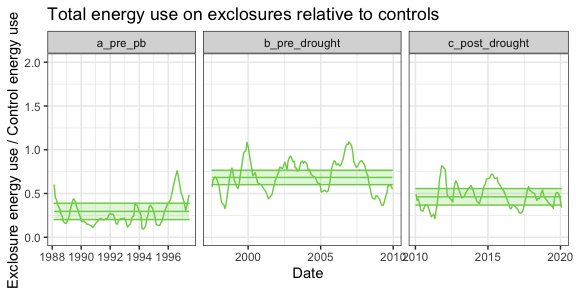 Total energy use on exclosures relative to controls
Exclosure energy use / Control energy use
a_pre_pb
b_pre_drought
c_post_drought
2.0
1.5
1.0
0.5
0.0
1988 1990 1992 1994 1996
2000 2005 2010
2010 2015 2020
Date